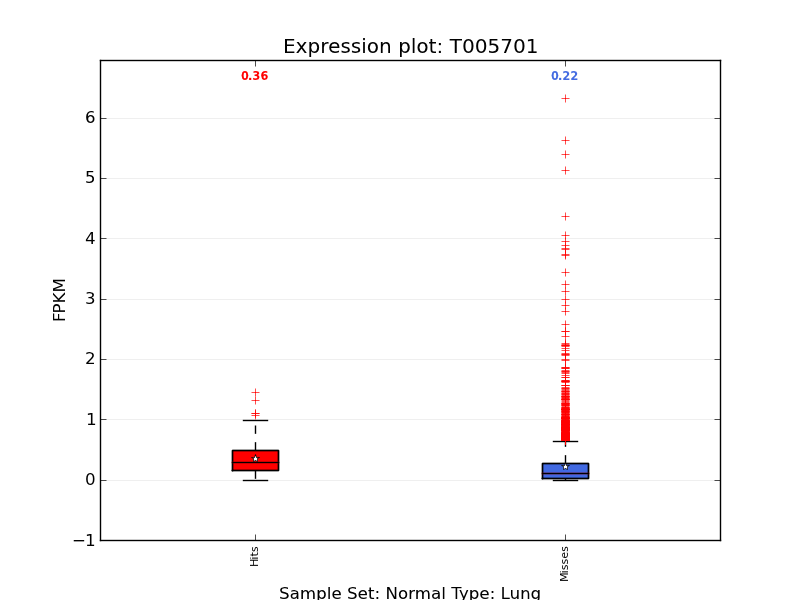 Expression plot: T005701
0.36
0.22
6
5
4
3
2
1
0
−1
FPKM
Hits
Misses
Sample Set: Normal Type: Lung